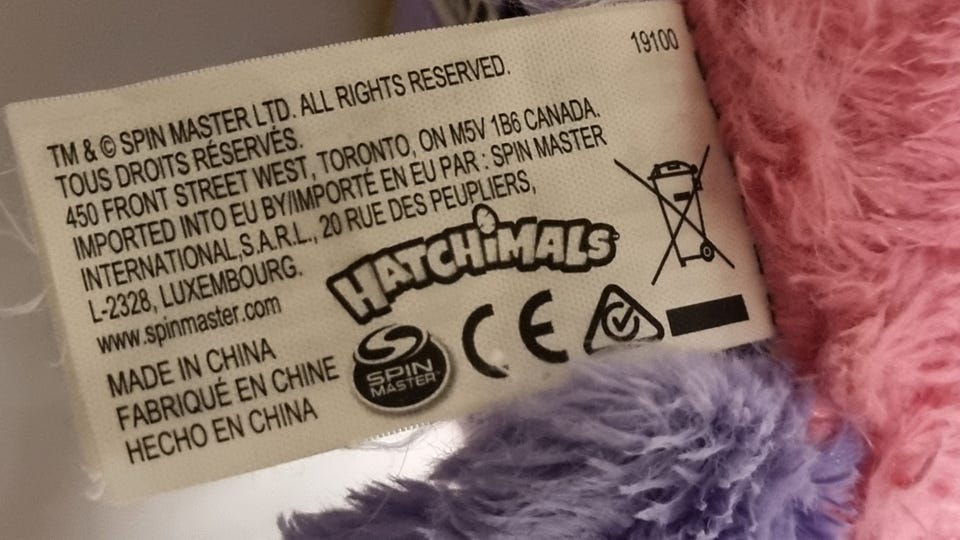 19100
TM & © SPIN MASTER LTD. ALL RIGHTS RESERVED.
TOUS DROITS RÉSERVÉS.
450 FRONT STREET WEST, TORONTO, ON M5V 1B6 CANADA.
IMPORTED INTO EU BY/IMPORTÉ EN EU PAR : SPIN MASTER
INTERNATIONAL,S.A.R.L., 20 RUE DES PEUPLIERS,
L-2328, LUXEMBOURG.
www.spinmaster.com
HATCHiMALS
MADE IN CHINA
FABRIQUÉ EN CHINE
HECHO EN CHINA
SPIN
MASTER
CE